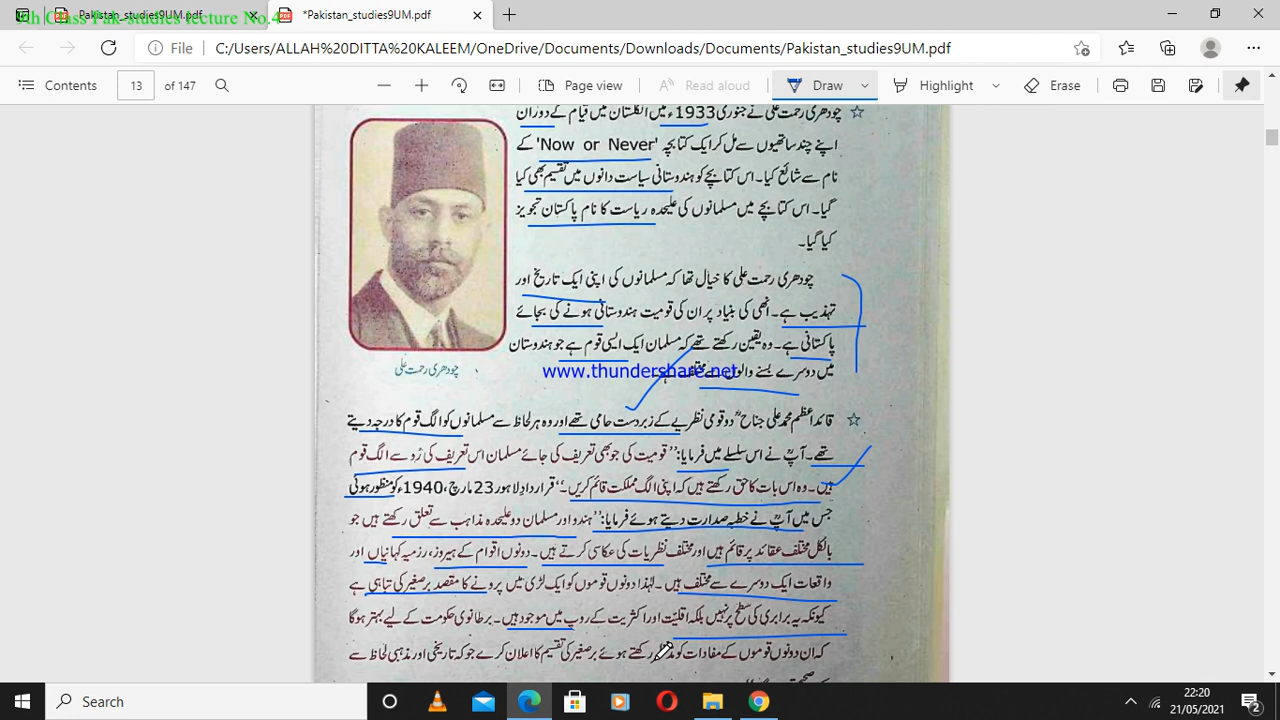 9th Class Pak-studies lecture No.4
Pakistan_studies9UM.pdf
*Pakistan_studies9UM.pdf
File
C:/Users/ALLAH%20DITTA%20KALEEM/OneDrive/Documents/Downloads/Documents/Pakistan_studies9UM.pdf
Contents 13 of 147 Page view Read aloud Draw Highlight Erase
☆ چودھری رحمت علی نے جنوری 1933ء میں انگلستان میں قیام کے دَوران
اپنے چند ساتھیوں سے مل کر ایک کتابچہ 'Now or Never' کے
نام سے شائع کیا۔ اس کتابچے کو ہندوستانی سیاست دانوں میں تقسیم بھی کیا
گیا۔ اس کتابچے میں مسلمانوں کی علیحدہ ریاست کا نام پاکستان تجویز
کیا گیا۔
چودھری رحمت علی کا خیال تھا کہ مسلمانوں کی اپنی ایک تاریخ اور
تہذیب ہے۔ انھی کی بنیاد پر ان کی قومیت ہندوستانی ہونے کی بجائے
پاکستانی ہے۔ وہ یقین رکھتے تھے کہ مسلمان ایک ایسی قوم ہے جو ہندوستان
میں دوسرے بسنے والوں سے مختلف ہے۔
www.thundershare.net
چودھری رحمت علی
☆ قائداعظم محمد علی جناحؒ دو قومی نظریے کے زبردست حامی تھے اور وہ ہر لحاظ سے مسلمانوں کو الگ قوم کا درجہ دیتے
تھے۔ آپؒ نے اس سلسلے میں فرمایا: ”قومیت کی جو بھی تعریف کی جائے مسلمان اس تعریف کی رُو سے الگ قوم
ہیں۔ وہ اس بات کا حق رکھتے ہیں کہ اپنی الگ مملکت قائم کریں۔“ قراردادِ لاہور 23 مارچ، 1940ء کو منظور ہوئی
جس میں آپؒ نے خطبہ صدارت دیتے ہوئے فرمایا: ”ہندو اور مسلمان دو علیحدہ مذاہب سے تعلق رکھتے ہیں جو
بالکل مختلف عقائد پر قائم ہیں اور مختلف نظریات کی عکاسی کرتے ہیں۔ دونوں اقوام کے ہیروز، رزمیہ کہانیاں اور
واقعات ایک دوسرے سے مختلف ہیں۔ لہٰذا دونوں قوموں کو ایک لڑی میں پرونے کا مقصد برصغیر کی تباہی ہے
کیونکہ یہ برابری کی سطح پر نہیں بلکہ اقلیّت اور اکثریت کے روپ میں موجود ہیں۔ برطانوی حکومت کے لیے بہتر ہوگا
کہ ان دونوں قوموں کے مفادات کو مدِنظر رکھتے ہوئے برصغیر کی تقسیم کا اعلان کرے جو کہ تاریخی اور مذہبی لحاظ سے
Search
22:20
21/05/2021
2